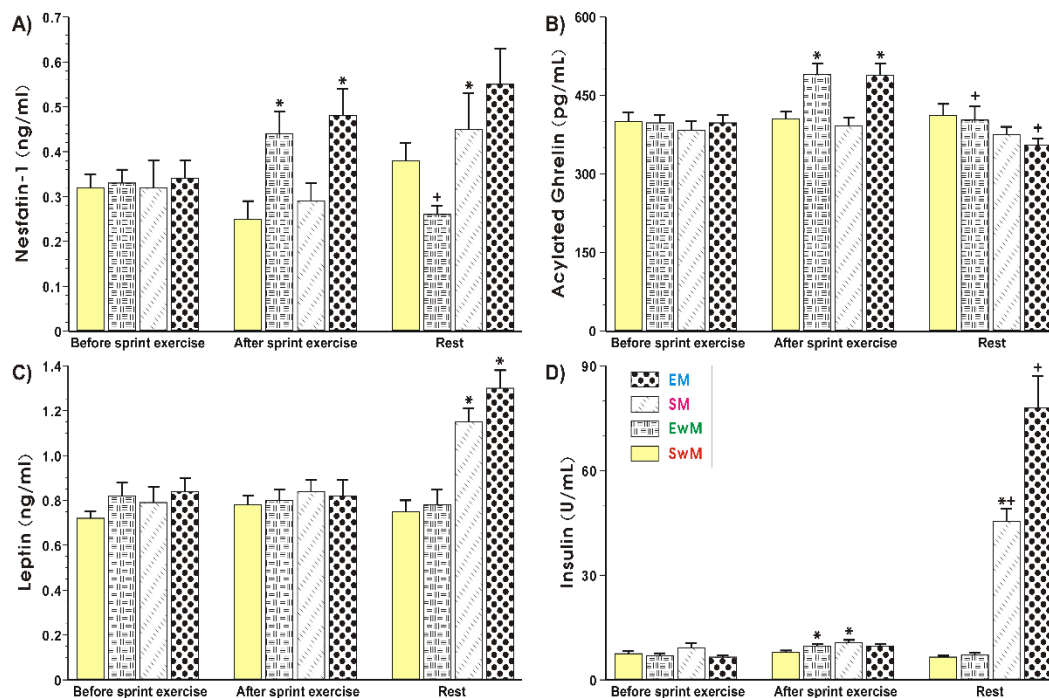 A)
Nesfatin-1 (ng/ml)
0.7
0.6
0.5
0.4
0.3
0.2
0.1
0
*
*
+
*
Before sprint exercise After sprint exercise Rest
B)
Acylated Ghrelin (pg/mL)
600
450
300
150
0
*
*
+
+
Before sprint exercise After sprint exercise Rest
C)
Leptin (ng/ml)
1.4
1.2
1.0
0.8
0.6
0.4
0.2
0.0
*
*
Before sprint exercise After sprint exercise Rest
D)
Insulin (U/mL)
90
60
30
0
EM
SM
EwM
SwM
*
*
*+
+
Before sprint exercise After sprint exercise Rest